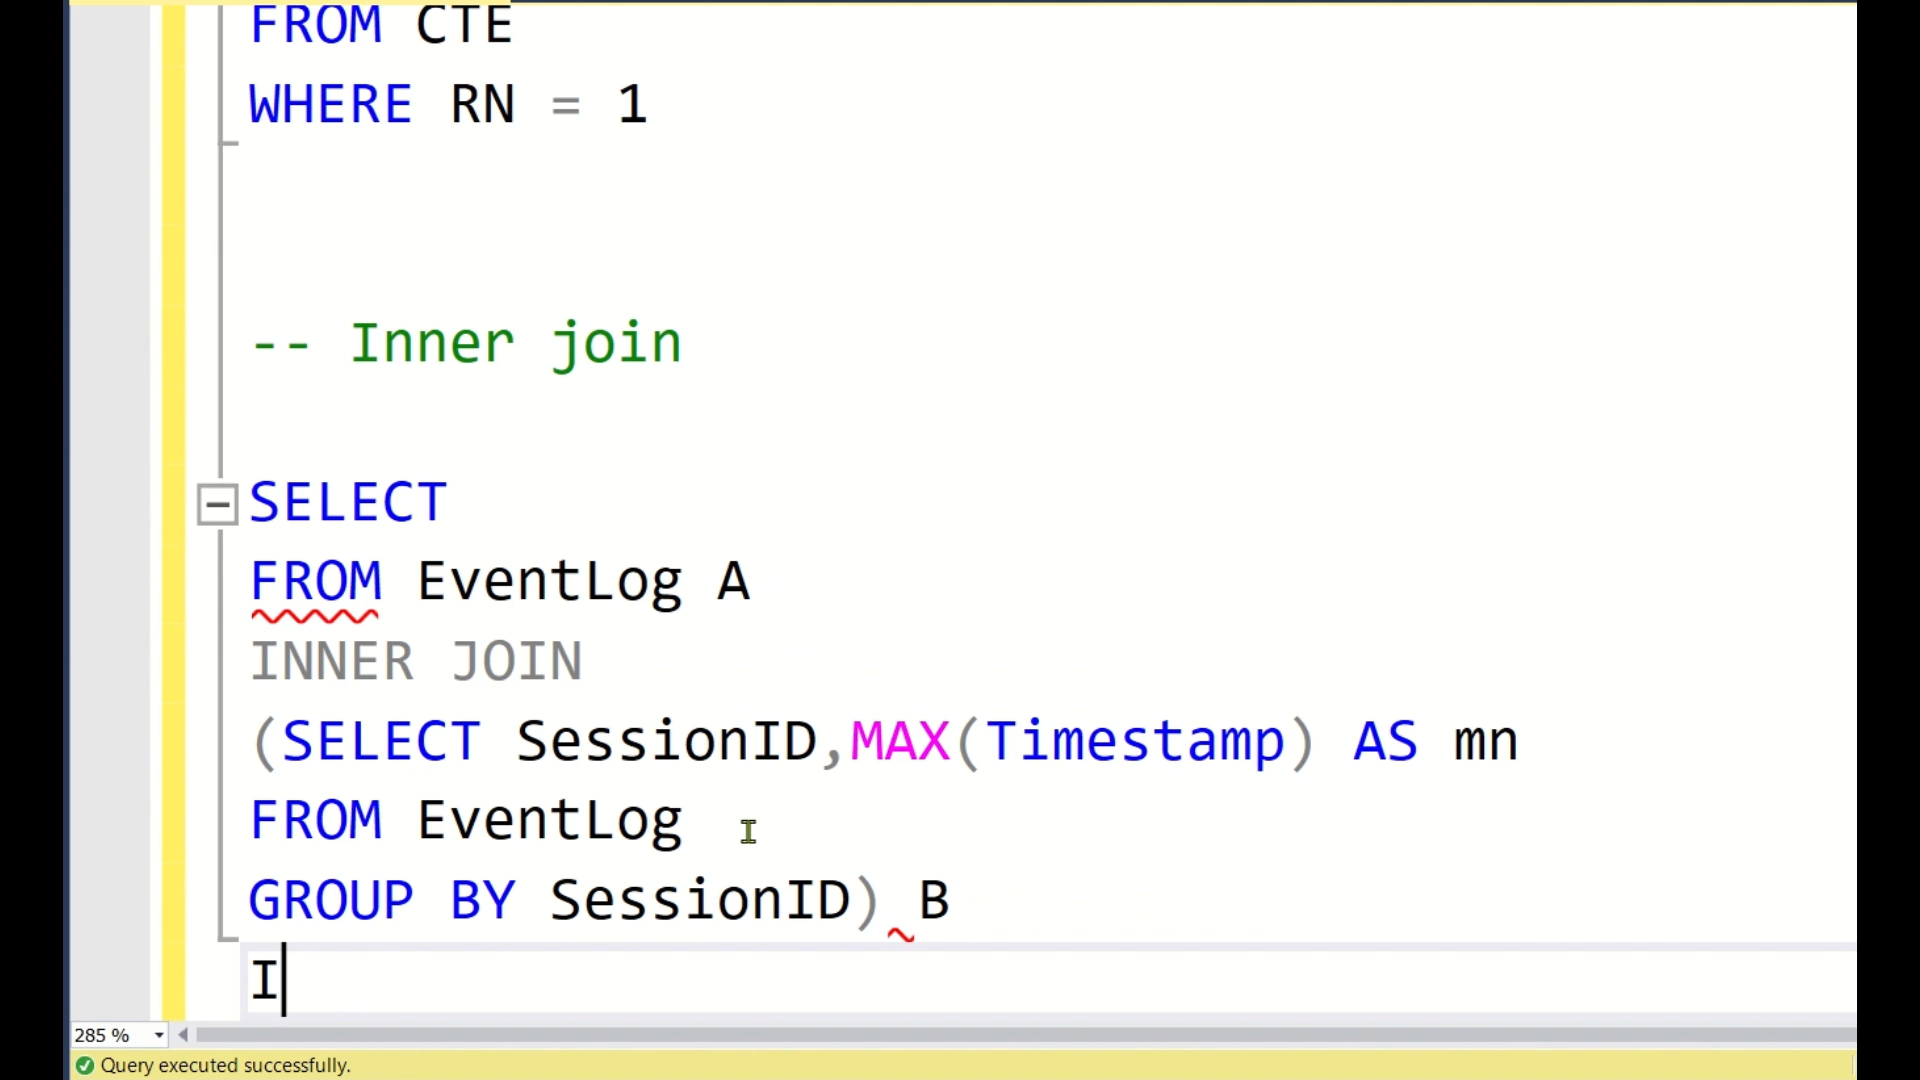 FROM CTE
WHERE RN = 1
-- Inner join
SELECT
FROM EventLog A
INNER JOIN
(SELECT SessionID,MAX(Timestamp) AS mn
FROM EventLog
GROUP BY SessionID) B
I
285 %
Query executed successfully.